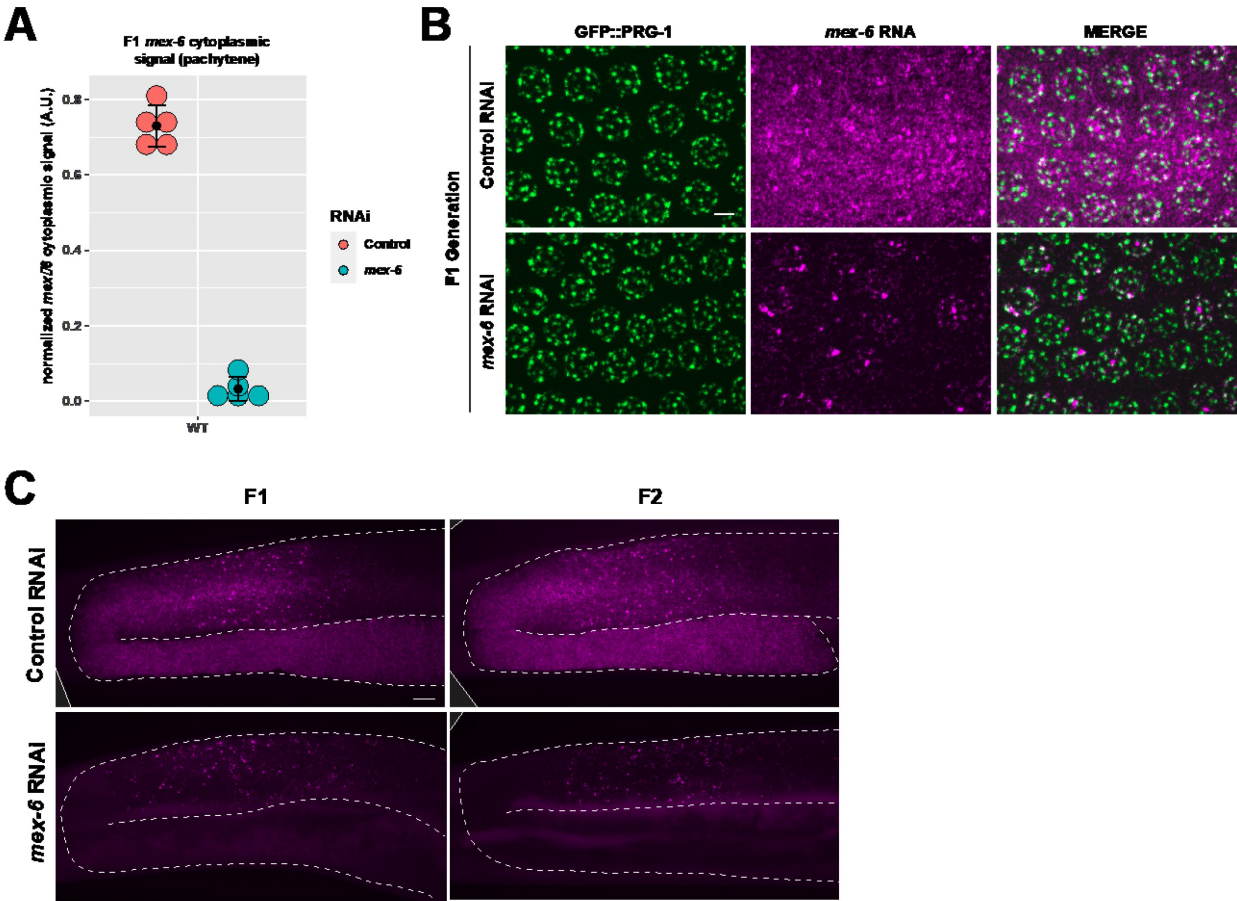 A
F1 mex-6 cytoplasmic
signal (pachytene)
normalized mex/6 cytoplasmic signal (A.U.)
0.8
0.6
0.4
0.2
0.0
WT
RNAi
Control
mex-6
B
GFP::PRG-1
mex-6 RNA
MERGE
F1 Generation
Control RNAi
mex-6 RNAi
C
F1
F2
Control RNAi
mex-6 RNAi